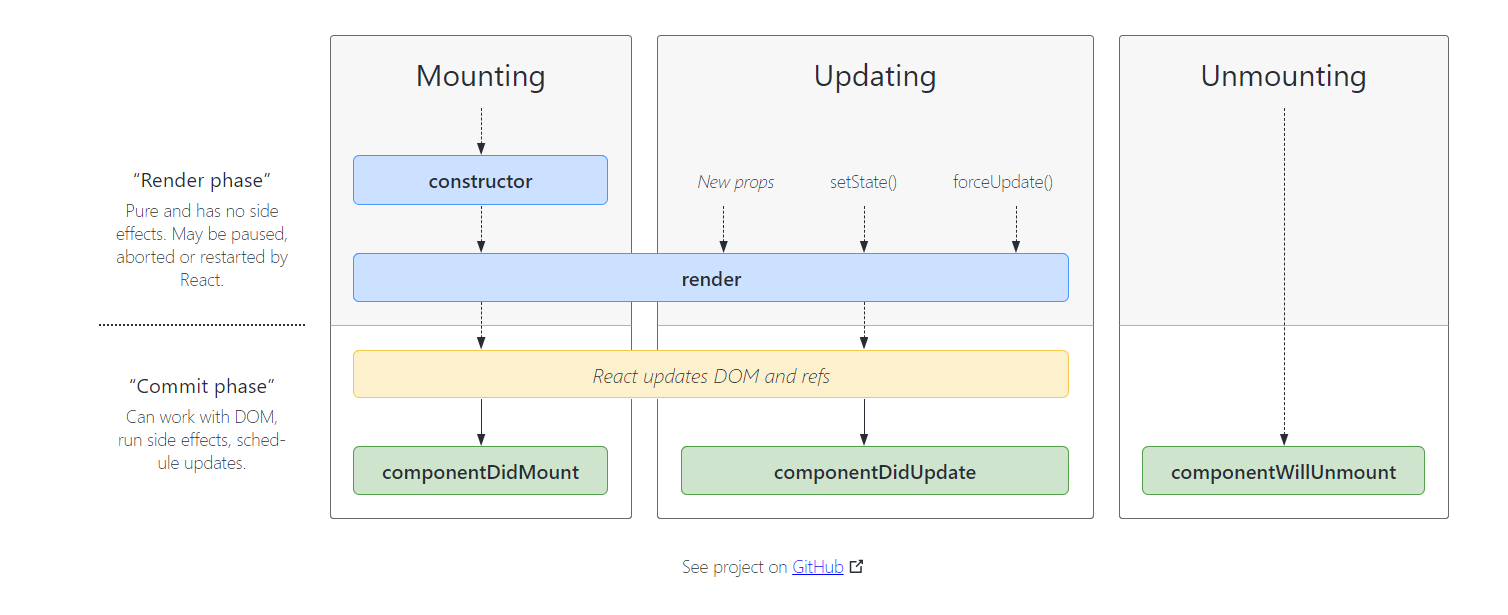 Mounting
Updating
Unmounting
“Render phase”
Pure and has no side
effects. May be paused,
aborted or restarted by
React.
constructor
New props
setState()
forceUpdate()
render
“Commit phase”
Can work with DOM,
run side effects, sched-
ule updates.
React updates DOM and refs
componentDidMount
componentDidUpdate
componentWillUnmount
See project on GitHub